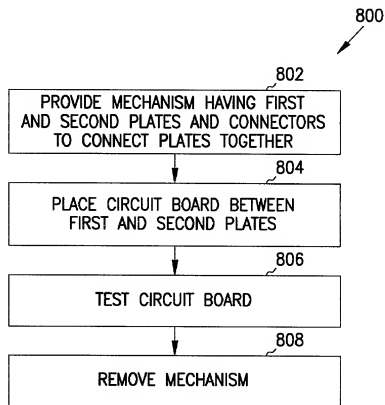 800
802
PROVIDE MECHANISM HAVING FIRST
AND SECOND PLATES AND CONNECTORS
TO CONNECT PLATES TOGETHER
804
PLACE CIRCUIT BOARD BETWEEN
FIRST AND SECOND PLATES
806
TEST CIRCUIT BOARD
808
REMOVE MECHANISM